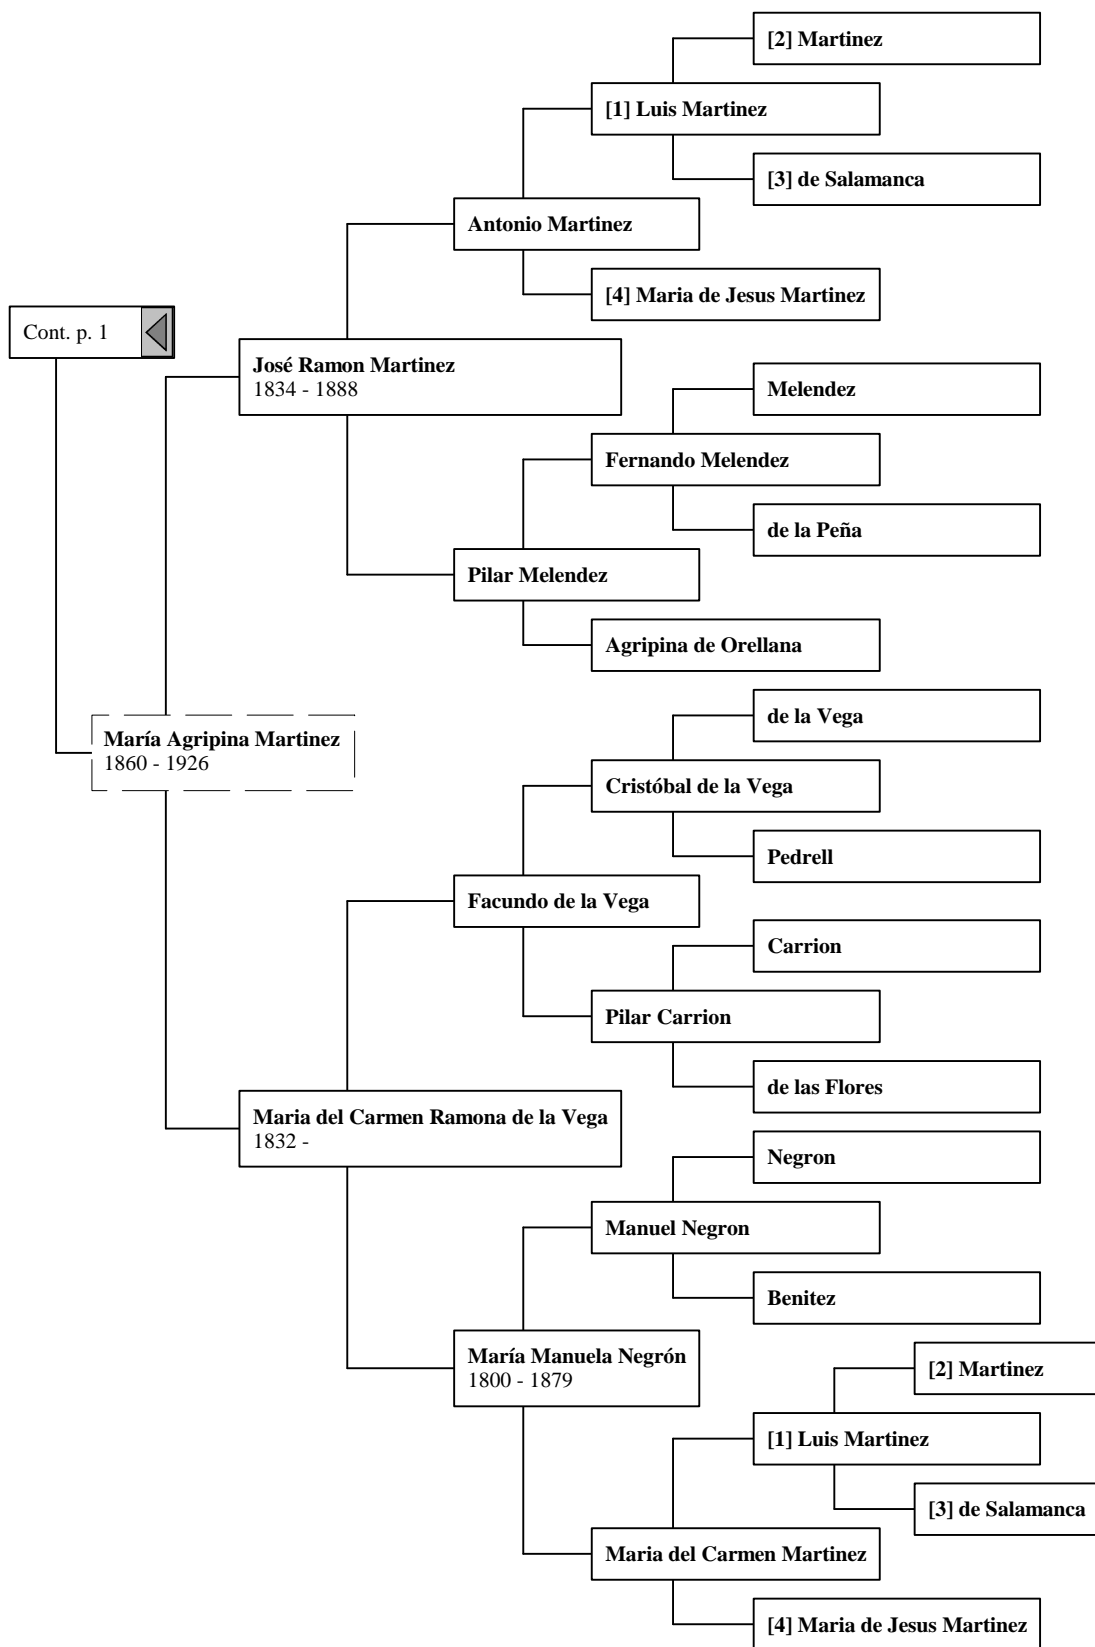 [2] Martinez
[1] Luis Martinez
[3] de Salamanca
Antonio Martinez
[4] Maria de Jesus Martinez
Cont. p. 1
José Ramon Martinez
1834 - 1888
Melendez
Fernando Melendez
de la Peña
Pilar Melendez
Agripina de Orellana
de la Vega
María Agripina Martinez
1860 - 1926
Cristóbal de la Vega
Pedrell
Facundo de la Vega
Carrion
Pilar Carrion
de las Flores
Maria del Carmen Ramona de la Vega
1832 -
Negron
Manuel Negron
Benitez
María Manuela Negrón
1800 - 1879
[2] Martinez
[1] Luis Martinez
[3] de Salamanca
Maria del Carmen Martinez
[4] Maria de Jesus Martinez